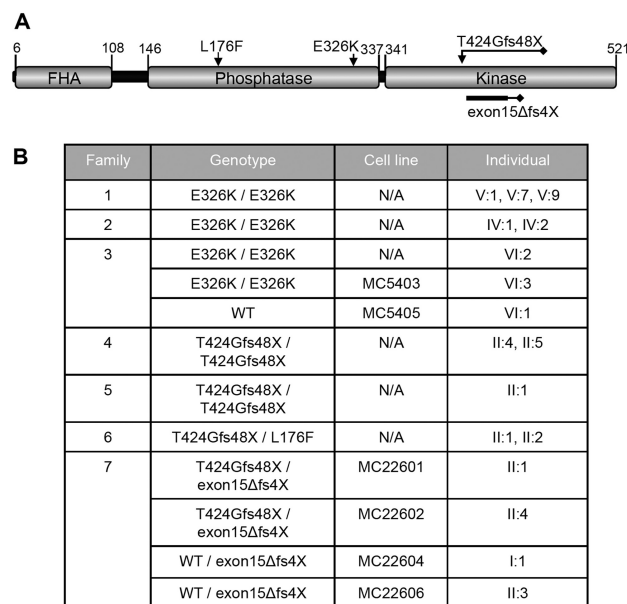 A
6 108 146 L176F E326K 337 341 T424Gfs48X 521
FHA Phosphatase Kinase
exon15Δfs4X
B
Family Genotype Cell line Individual
1 E326K / E326K N/A V:1, V:7, V:9
2 E326K / E326K N/A IV:1, IV:2
3 E326K / E326K N/A VI:2
E326K / E326K MC5403 VI:3
WT MC5405 VI:1
4 T424Gfs48X / N/A II:4, II:5
T424Gfs48X
5 T424Gfs48X / N/A II:1
T424Gfs48X
6 T424Gfs48X / L176F N/A II:1, II:2
7 T424Gfs48X / MC22601 II:1
exon15Δfs4X
T424Gfs48X / MC22602 II:4
exon15Δfs4X
WT / exon15Δfs4X MC22604 I:1
WT / exon15Δfs4X MC22606 II:3